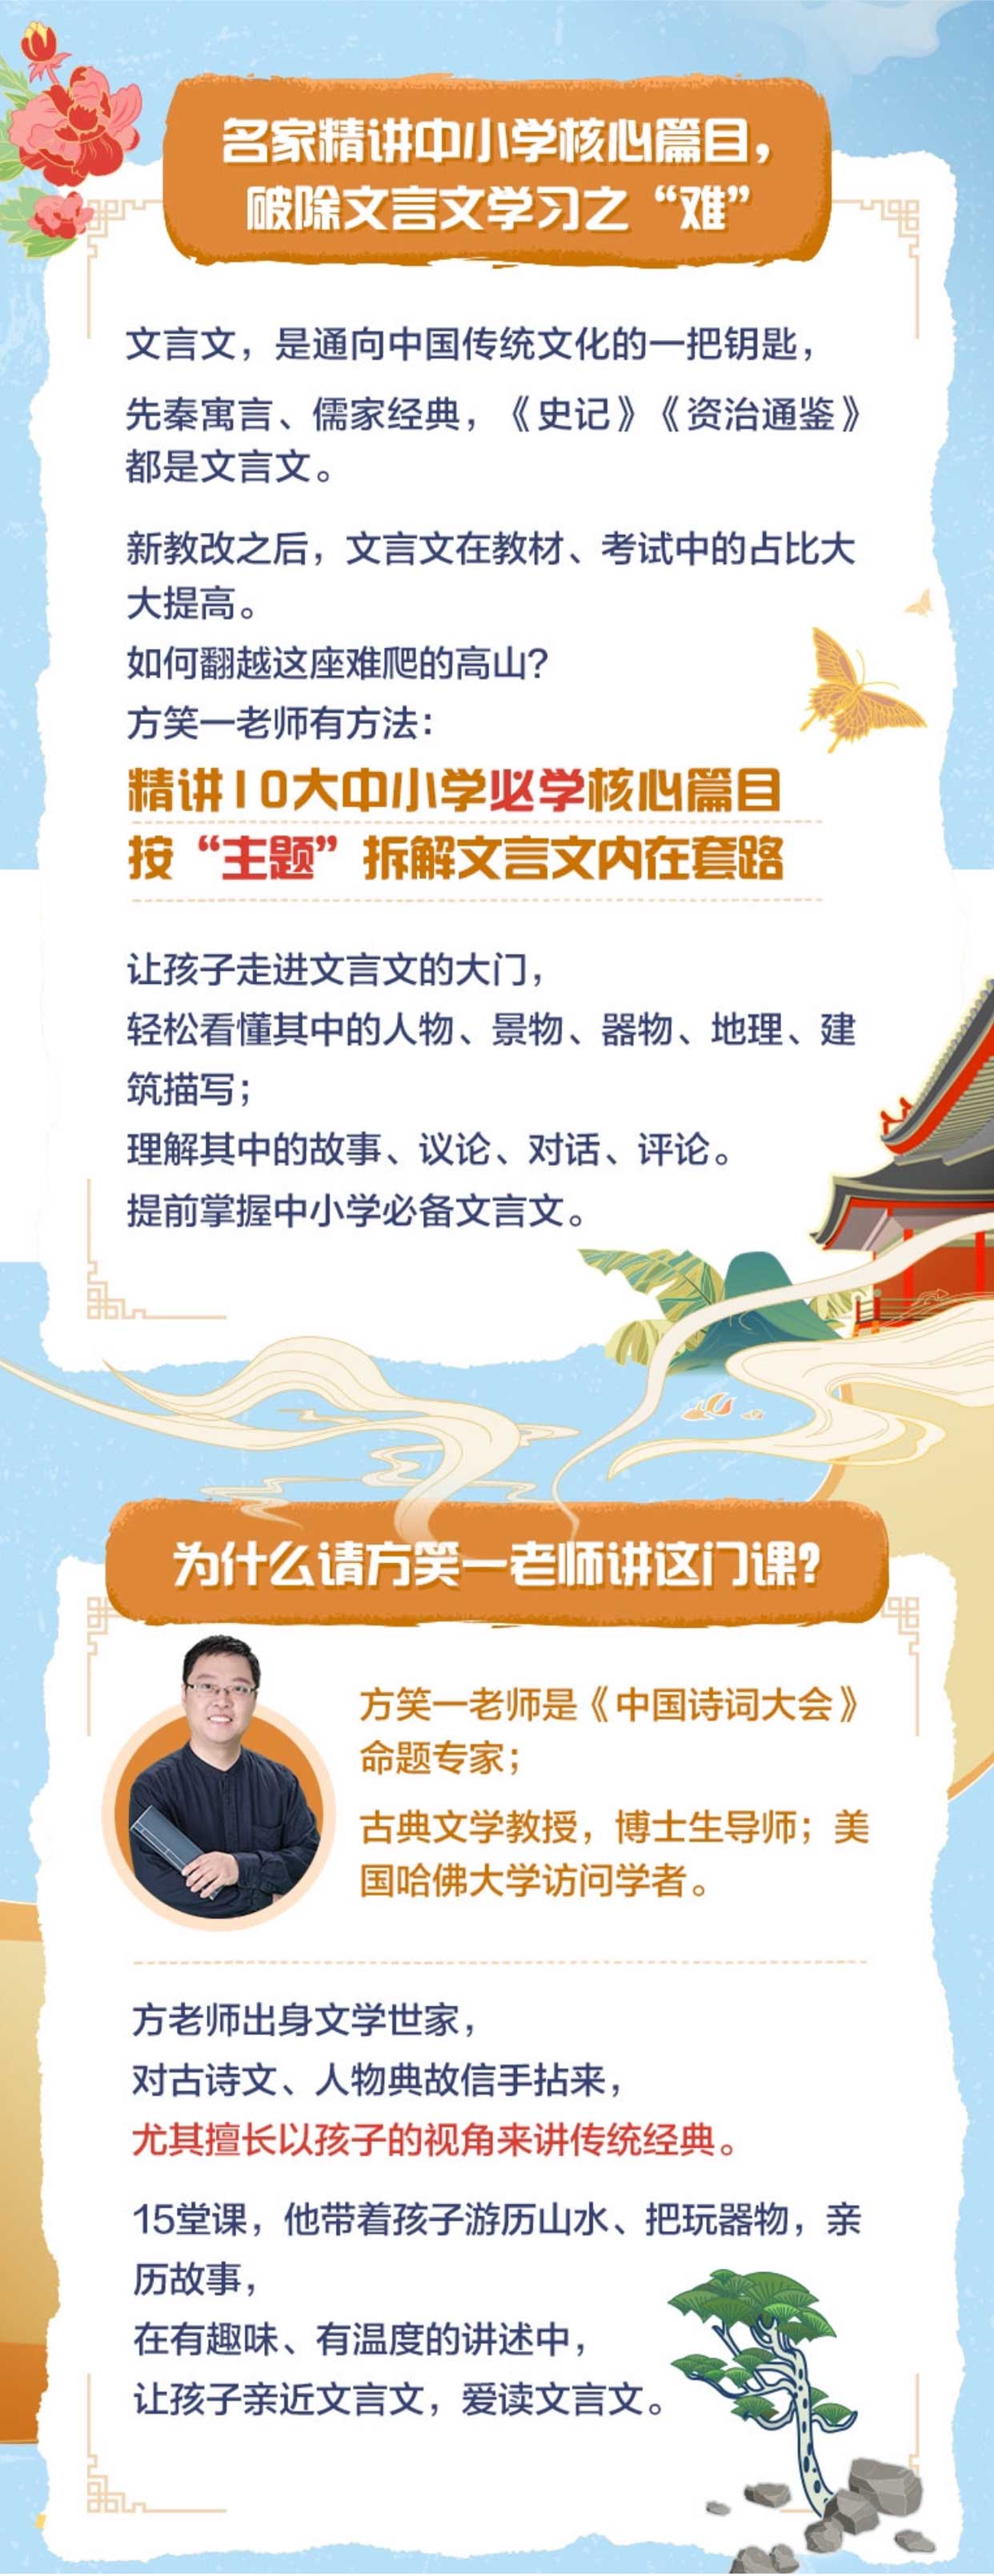 名家精讲中小学核心篇目，
破除文言文学习之“难”
文言文，是通向中国传统文化的一把钥匙，
先秦寓言、儒家经典，《史记》《资治通鉴》
都是文言文。
新教改之后，文言文在教材、考试中的占比大
大提高。
如何翻越这座难爬的高山？
方笑一老师有方法：
精讲10大中小学必学核心篇目
按“主题”拆解文言文内在套路
让孩子走进文言文的大门，
轻松看懂其中的人物、景物、器物、地理、建
筑描写；
理解其中的故事、议论、对话、评论。
提前掌握中小学必备文言文。
为什么请方笑一老师讲这门课？
方笑一老师是《中国诗词大会》
命题专家；
古典文学教授，博士生导师；美
国哈佛大学访问学者。
方老师出身文学世家，
对古诗文、人物典故信手拈来，
尤其擅长以孩子的视角来讲传统经典。
15堂课，他带着孩子游历山水、把玩器物，亲
历故事，
在有趣味、有温度的讲述中，
让孩子亲近文言文，爱读文言文。